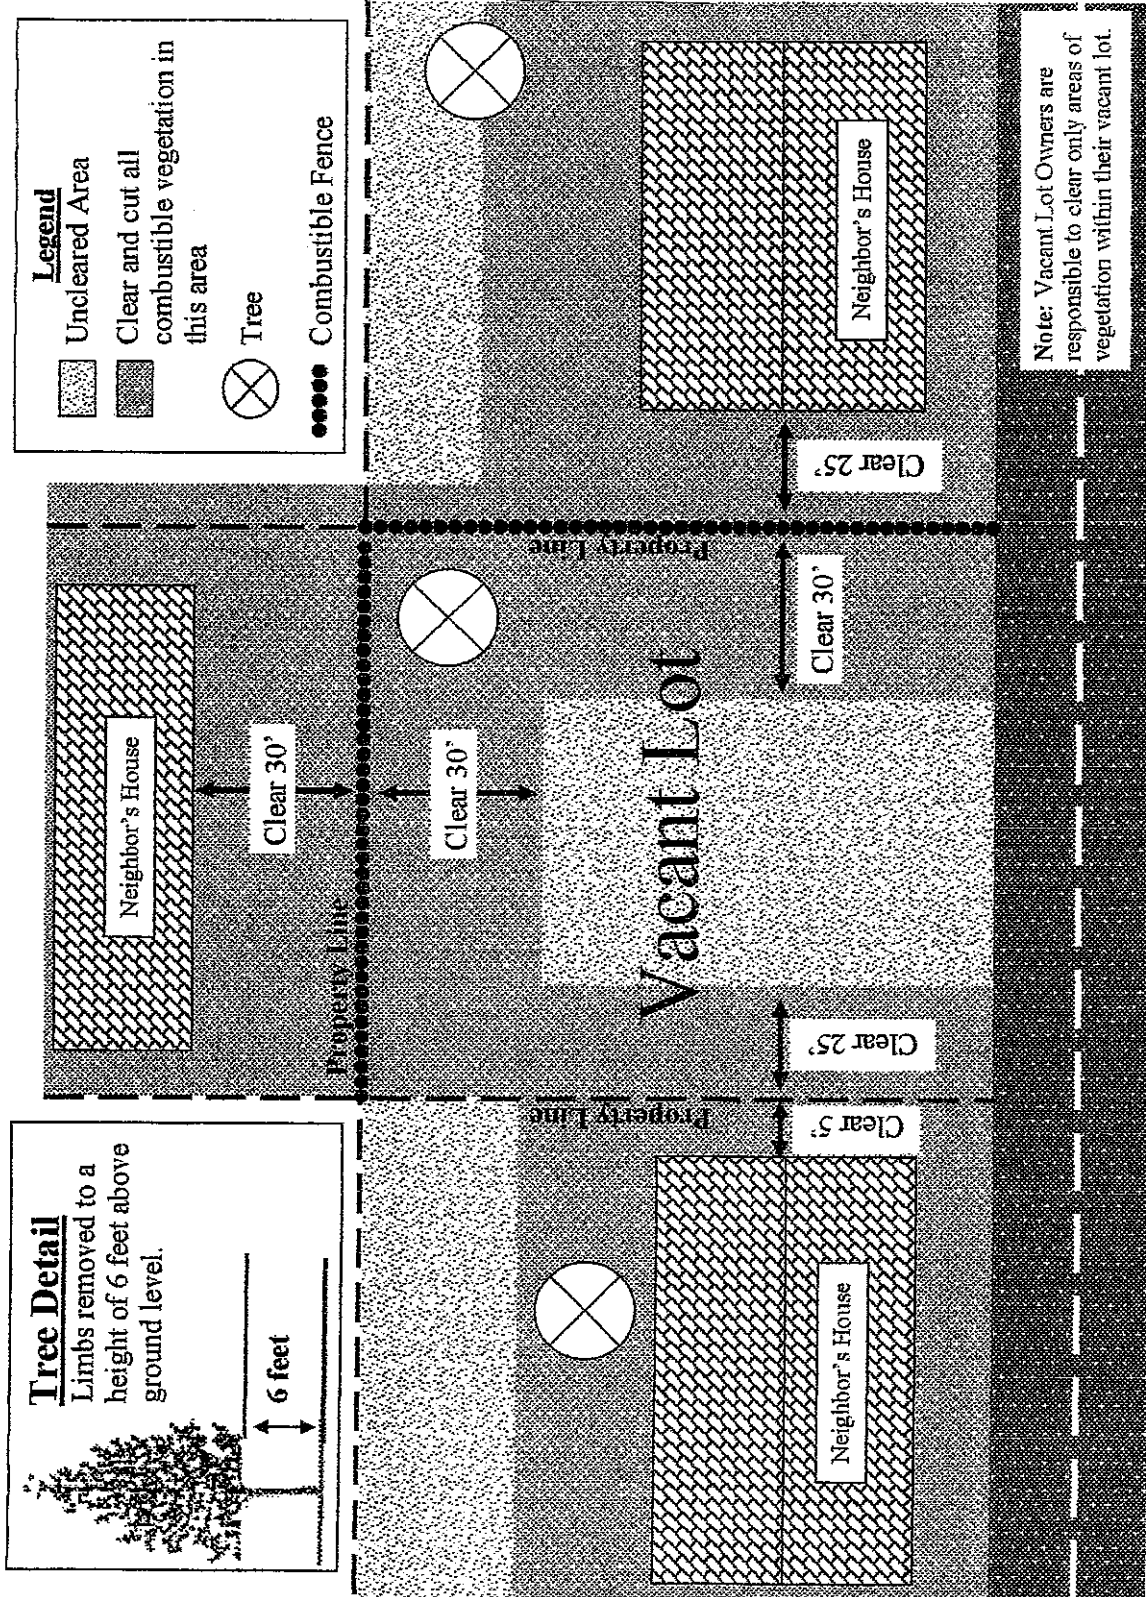 Tree Detail
Limbs removed to a
height of 6 feet above
ground level.
6 feet
Legend
Uncleared Area
Clear and cut all
combustible vegetation in
this area
Tree
Combustible Fence
Neighbor's House
Clear 30'
Property Line
Clear 30'
Vacant Lot
Property Line
Property Line
Clear 5'
Clear 25'
Clear 30'
Clear 25'
Neighbor's House
Neighbor's House
Note: Vacant Lot Owners are
responsible to clear only areas of
vegetation within their vacant lot.